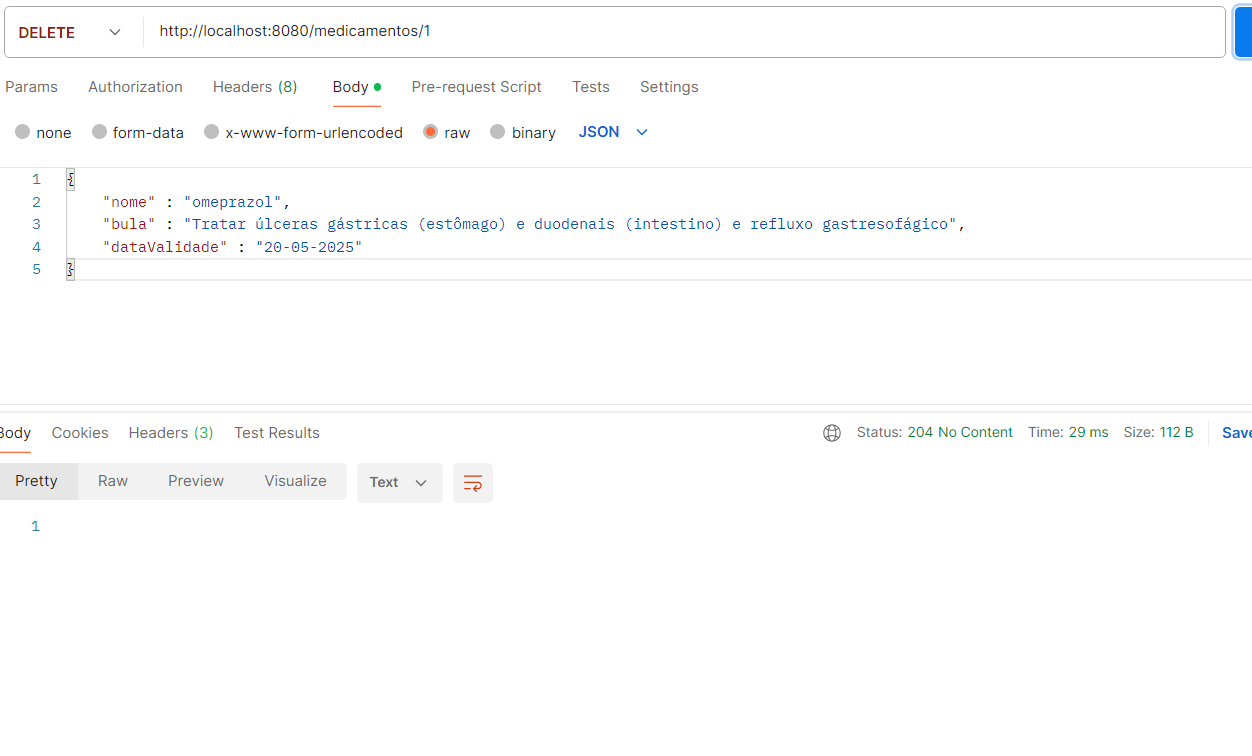 DELETE http://localhost:8080/medicamentos/1
Params Authorization Headers (8) Body Pre-request Script Tests Settings
none form-data x-www-form-urlencoded raw binary JSON
1 {
2 "nome" : "omeprazol",
3 "bula" : "Tratar úlceras gástricas (estômago) e duodenais (intestino) e refluxo gastresofágico",
4 "dataValidade" : "20-05-2025"
5 }
Body Cookies Headers (3) Test Results Status: 204 No Content Time: 29 ms Size: 112 B Save
Pretty Raw Preview Visualize Text
1